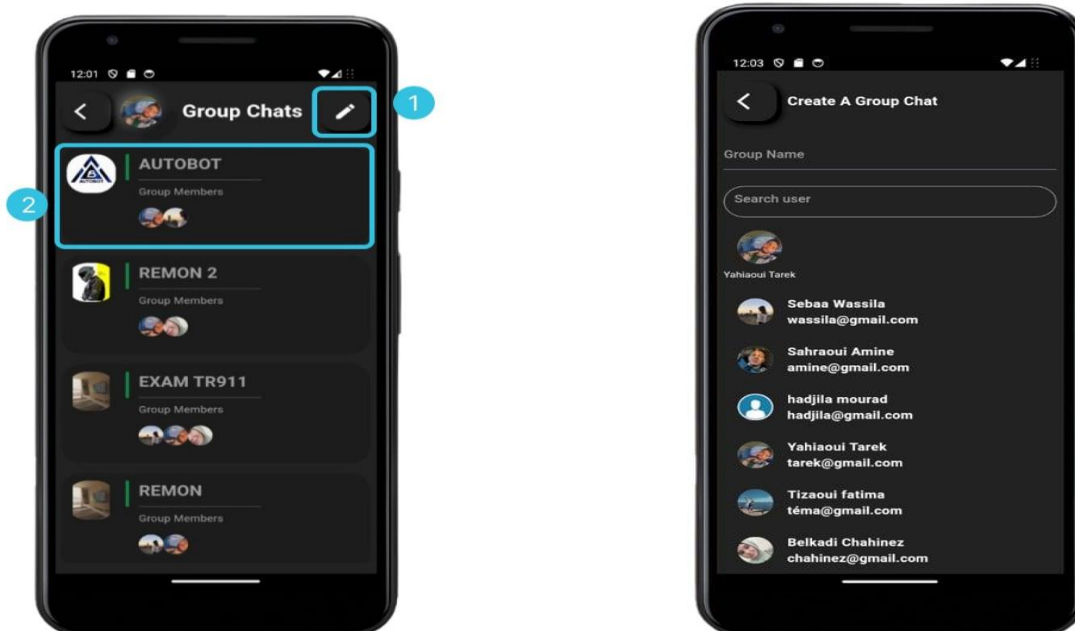 12:01
Group Chats
1
2
AUTOBOT
AUTOBOT
Group Members
REMON 2
Group Members
EXAM TR911
Group Members
REMON
Group Members
12:03
Create A Group Chat
Group Name
Search user
Yahiaoui Tarek
Sebaa Wassila
wassila@gmail.com
Sahraoui Amine
amine@gmail.com
hadjila mourad
hadjila@gmail.com
Yahiaoui Tarek
tarek@gmail.com
Tizaoui fatima
téma@gmail.com
Belkadi Chahinez
chahinez@gmail.com